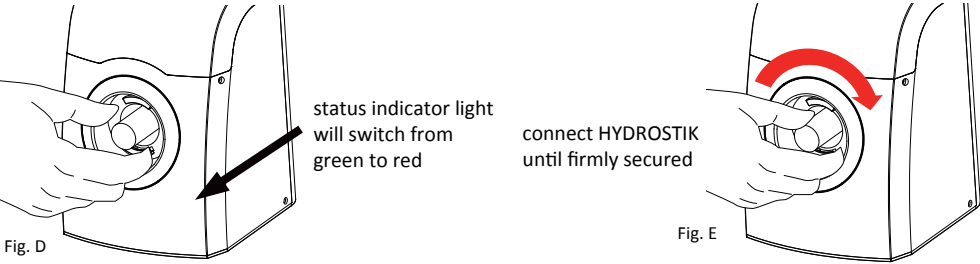 status indicator light
will switch from
green to red
Fig. D
connect HYDROSTIK
until firmly secured
Fig. E